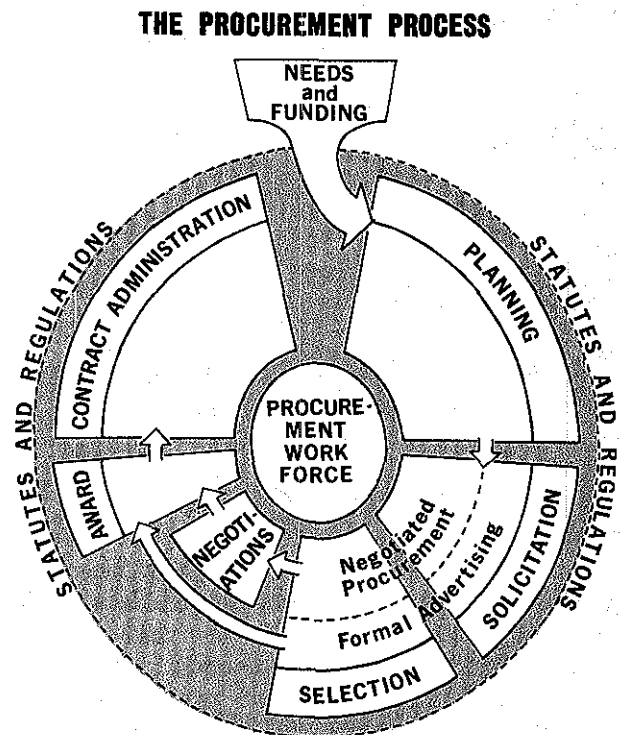 THE PROCUREMENT PROCESS
NEEDS
and
FUNDING
STATUTES AND REGULATIONS
STATUTES AND REGULATIONS
CONTRACT ADMINISTRATION
PLANNING
PROCURE-
MENT
WORK
FORCE
AWARD
NEGOTI-
ATIONS
Negotiated
Procurement
Formal Advertising
SOLICITATION
SELECTION